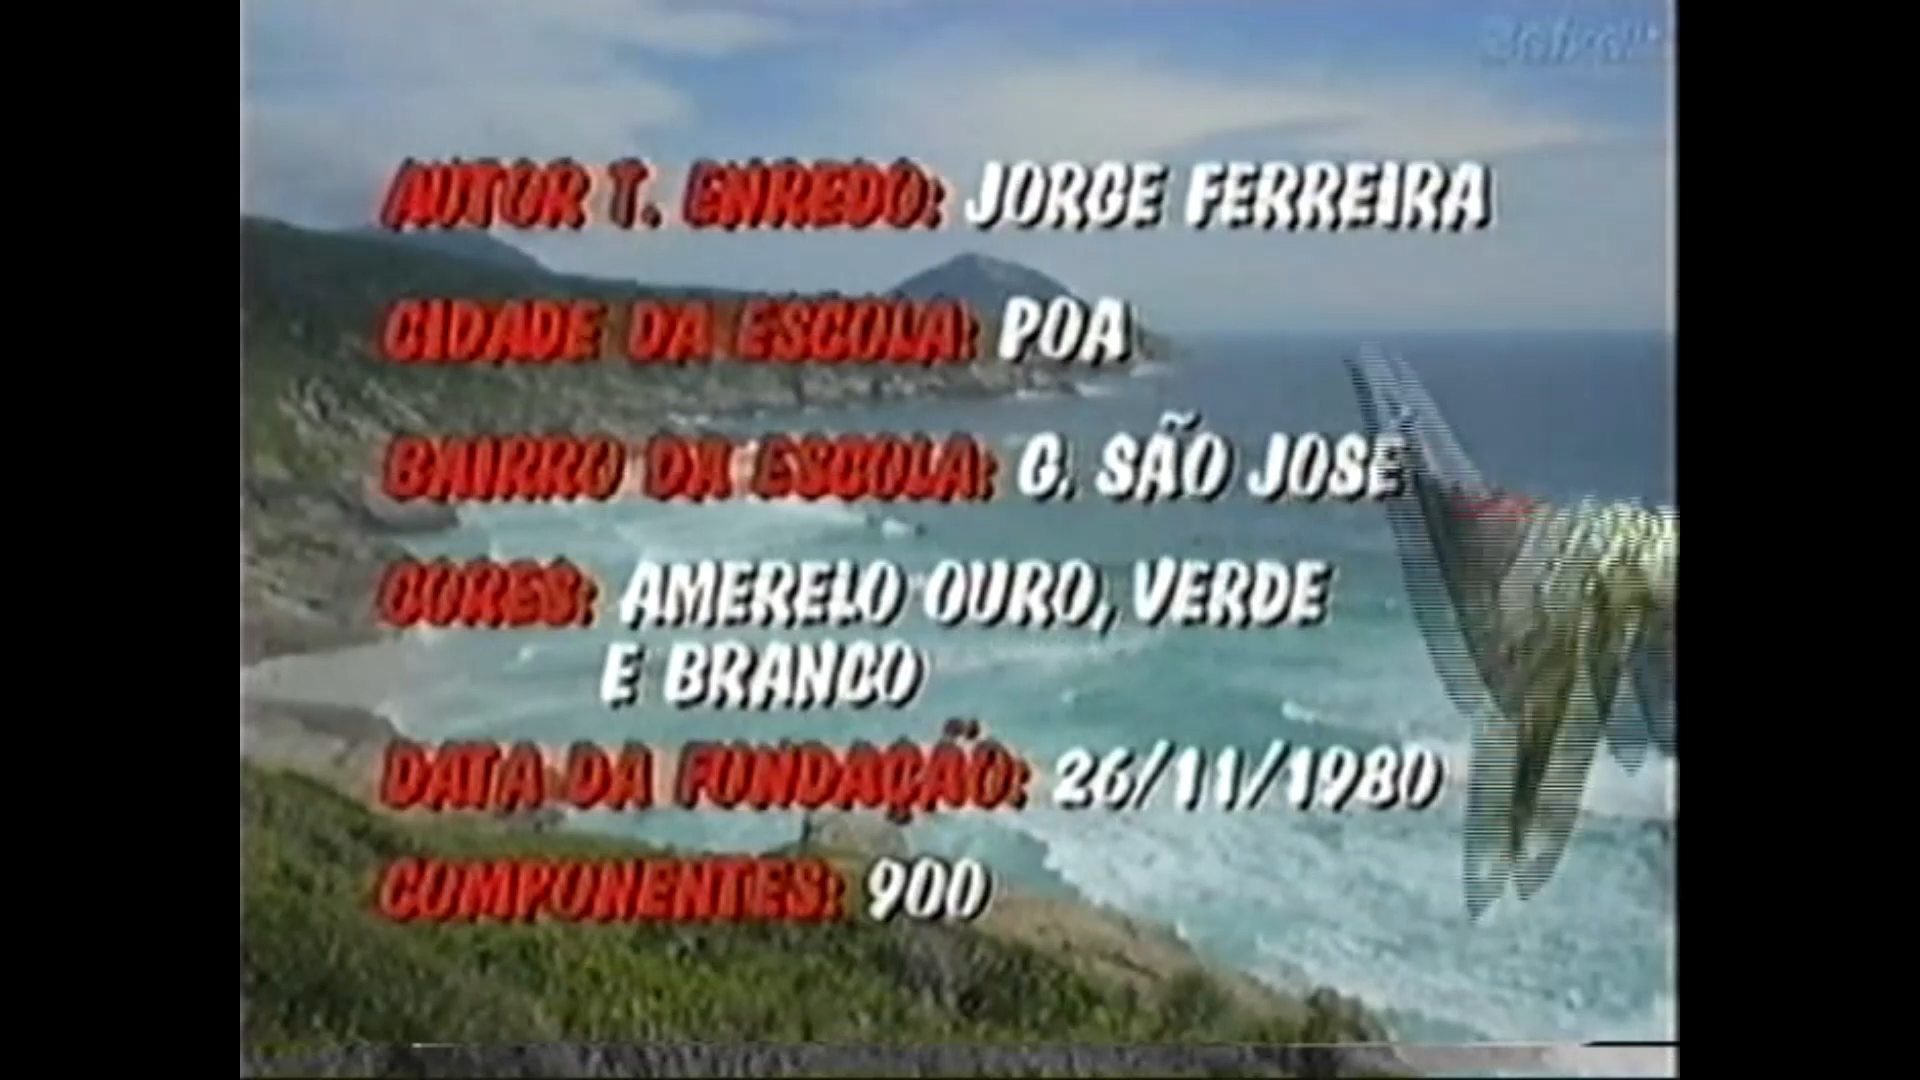 AUTOR T. ENREDO: JORGE FERREIRA
CIDADE DA ESCOLA: POA
BAIRRO DA ESCOLA: G. SÃO JOSE
CORES: AMERELO OURO, VERDE
E BRANCO
DATA DA FUNDAÇÃO: 26/11/1980
COMPONENTES: 900